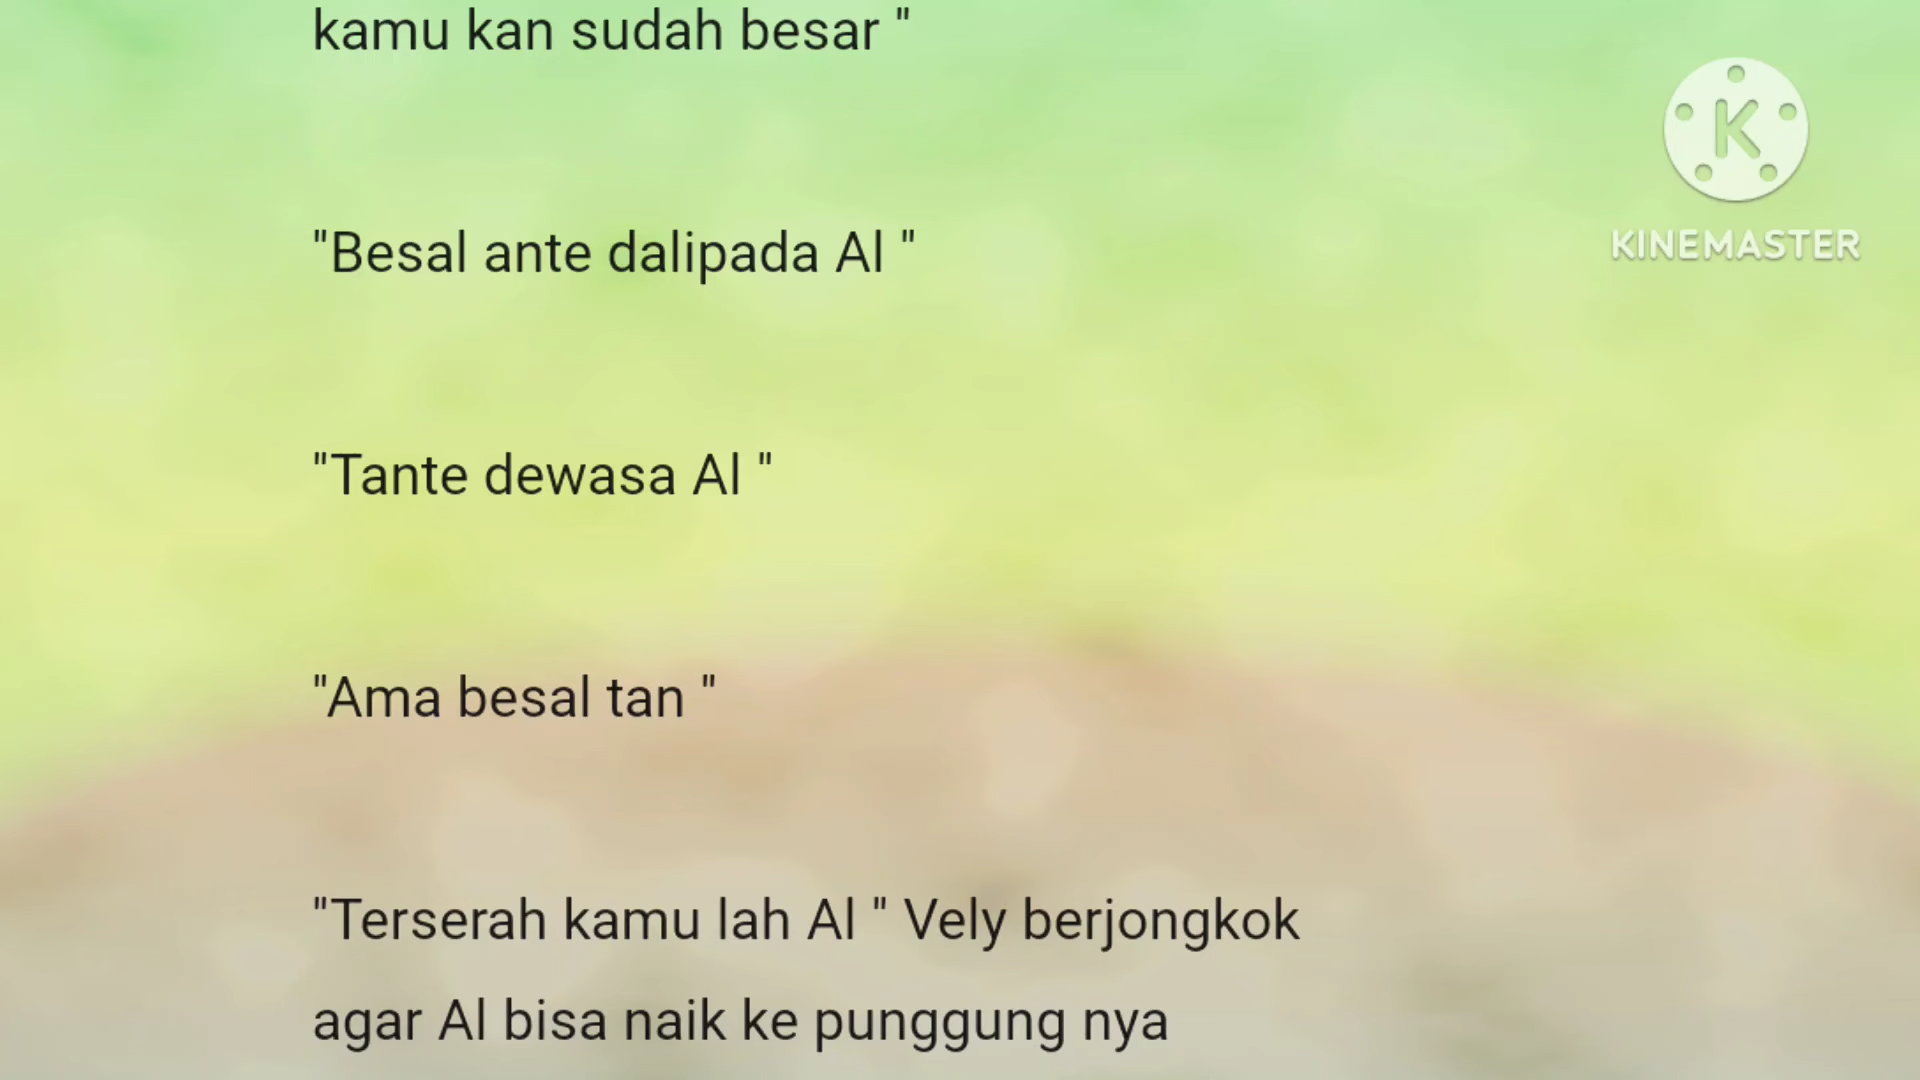 kamu kan sudah besar "
"Besal ante dalipada Al "
"Tante dewasa Al "
"Ama besal tan "
"Terserah kamu lah Al " Vely berjongkok
agar Al bisa naik ke punggung nya
K
KINEMASTER